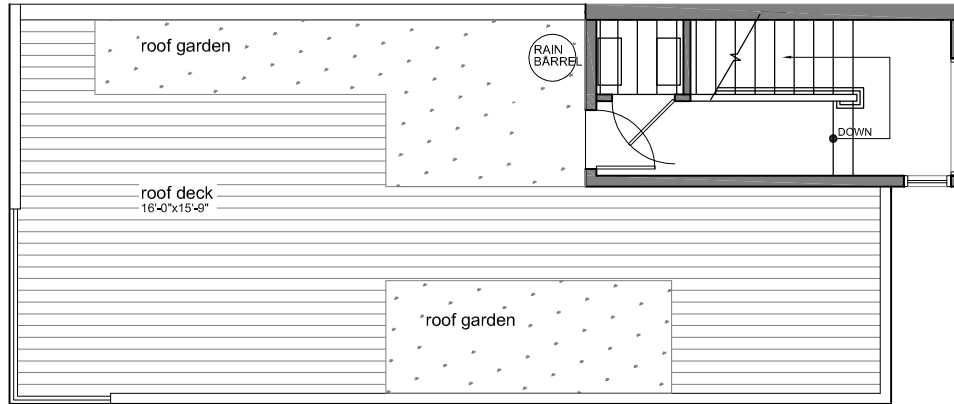 roof garden
RAIN
BARREL
DOWN
roof deck
16'-0"x15'-9"
roof garden